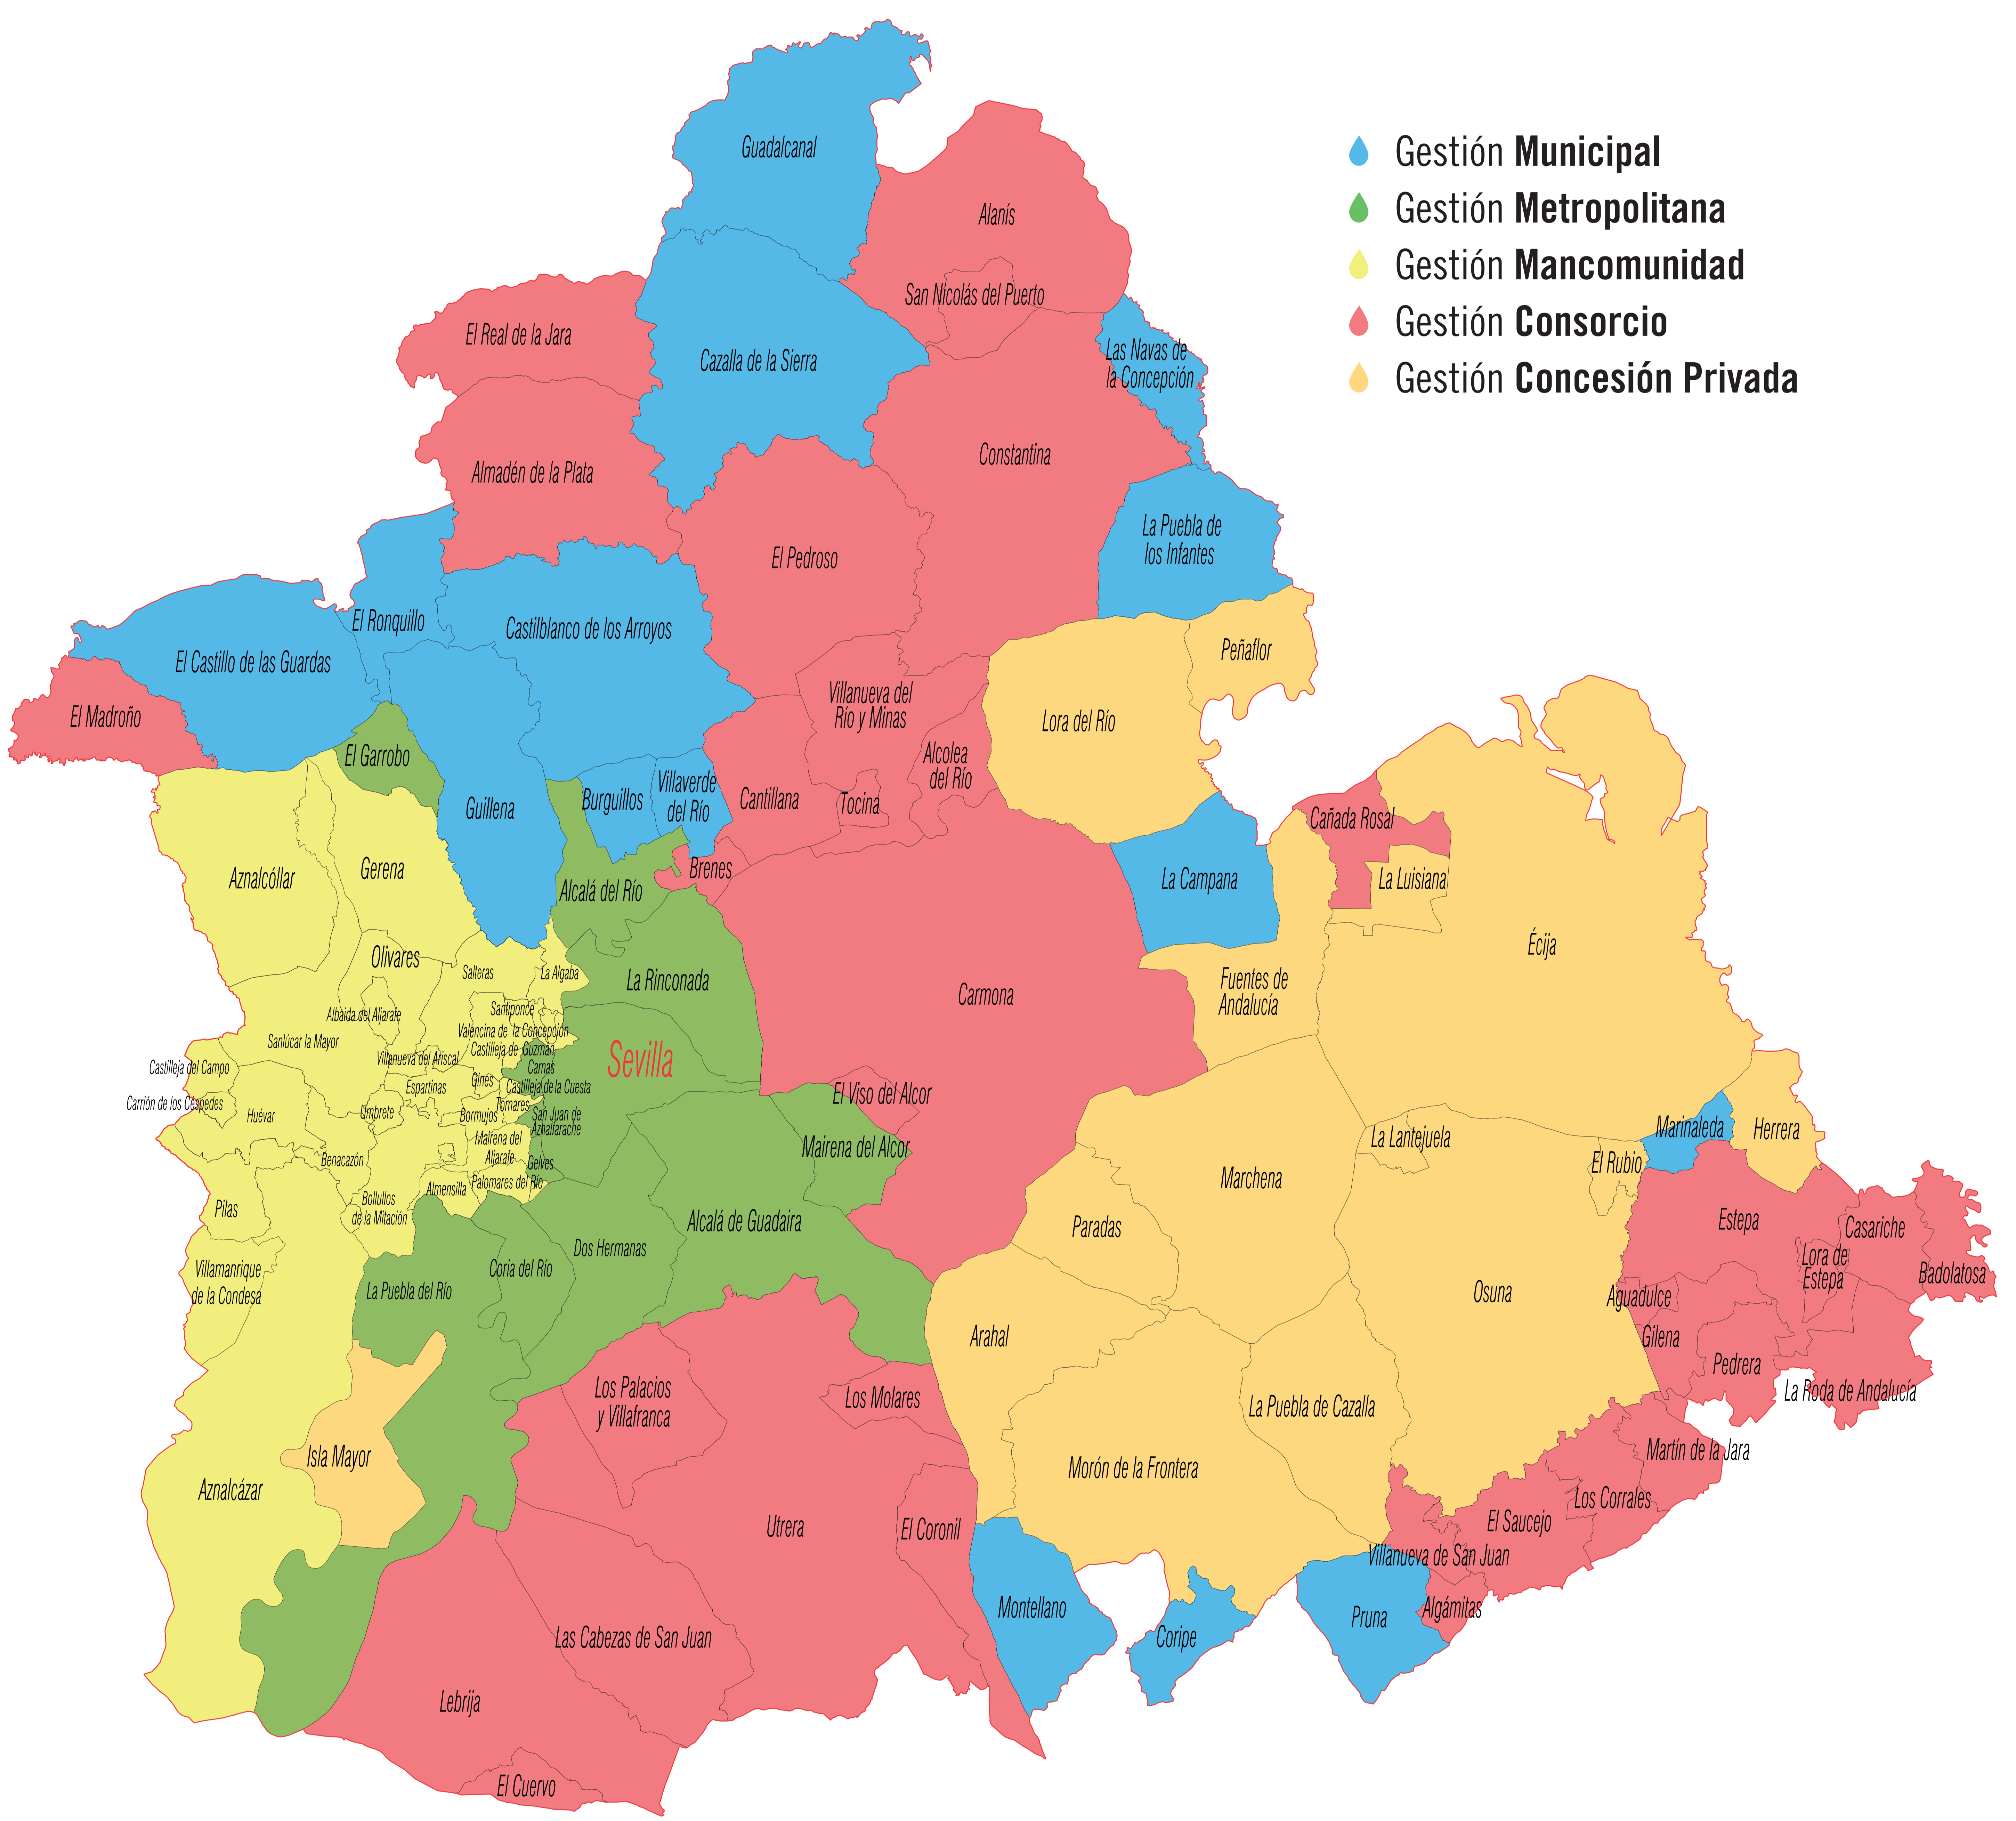 Gestión Municipal
Gestión Metropolitana
Gestión Mancomunidad
Gestión Consorcio
Gestión Concesión Privada
Guadalcanal
Alanís
San Nicolás del Puerto
El Real de la Jara
Cazalla de la Sierra
Las Navas de
la Concepción
Almadén de la Plata
Constantina
La Puebla de
los Infantes
El Pedroso
El Ronquillo
Castilblanco de los Arroyos
El Castillo de las Guardas
Peñaflor
El Madroño
Villanueva del
Río y Minas
Lora del Río
El Garrobo
Alcolea
del Río
Guillena
Burguillos
Villaverde
del Río
Cantillana
Tocina
Cañada Rosal
Aznalcóllar
Gerena
Alcalá del Río
Brenes
La Campana
La Luisiana
Olivares
Salteras
La Algaba
La Rinconada
Carmona
Fuentes de
Andalucía
Écija
Albaida del Aljarafe
Santiponce
Valencina de la Concepción
Sanlúcar la Mayor
Castilleja de Guzmán
Villanueva del Ariscal
Sevilla
Castilleja del Campo
Camas
Espartinas
Gines
Castilleja de la Cuesta
Carrión de los Céspedes
Huévar
Umbrete
Bormujos
Tomares
San Juan de
Aznalfarache
El Viso del Alcor
Mairena del
Aljarafe
Mairena del Alcor
La Lantejuela
Marinaleda
Herrera
Benacazón
Gelves
El Rubio
Almensilla
Palomares del Río
Marchena
Pilas
Bollullos
de la Mitación
Alcalá de Guadaira
Paradas
Estepa
Casariche
Dos Hermanas
Villamanrique
de la Condesa
Coria del Río
Lora de
Estepa
Badolatosa
La Puebla del Río
Osuna
Aguadulce
Arahal
Gilena
Pedrera
Los Palacios
y Villafranca
Los Molares
La Puebla de Cazalla
La Roda de Andalucía
Isla Mayor
Morón de la Frontera
Martín de la Jara
Aznalcázar
Los Corrales
Utrera
El Coronil
El Saucejo
Villanueva de San Juan
Montellano
Pruna
Algámitas
Coripe
Las Cabezas de San Juan
Lebrija
El Cuervo